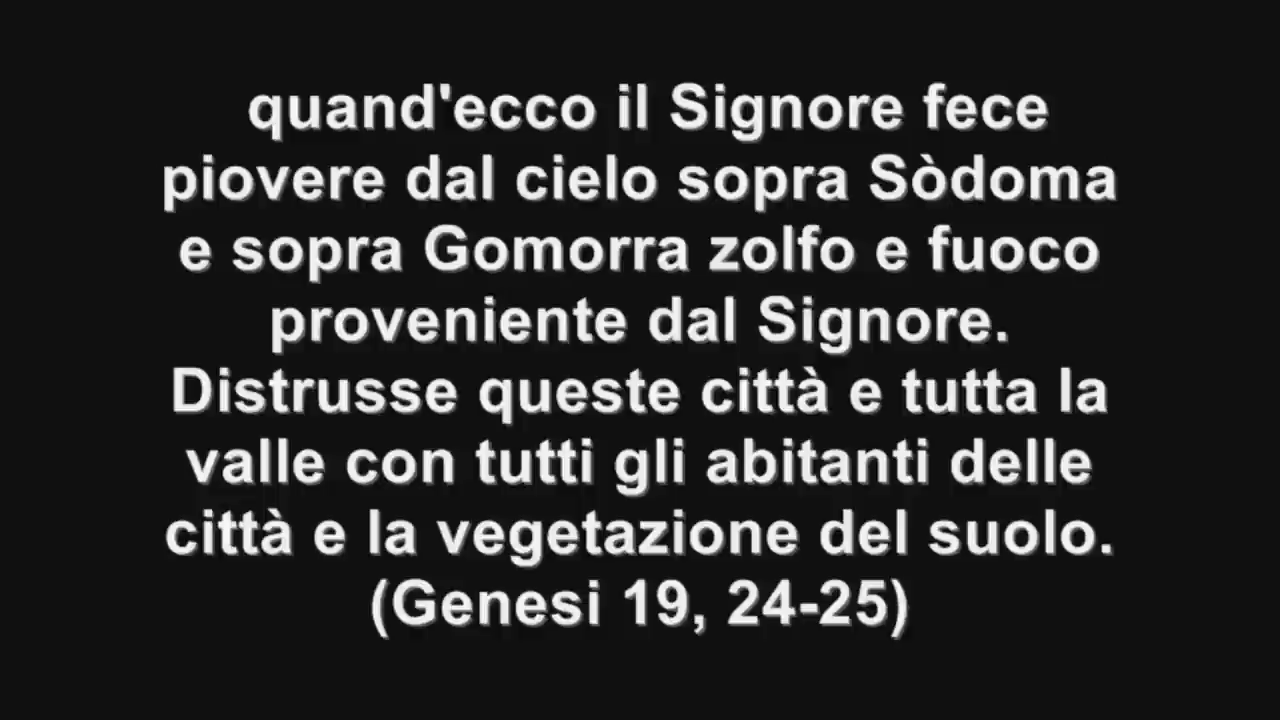 quand'ecco il Signore fece
piovere dal cielo sopra Sòdoma
e sopra Gomorra zolfo e fuoco
proveniente dal Signore.
Distrusse queste città e tutta la
valle con tutti gli abitanti delle
città e la vegetazione del suolo.
(Genesi 19, 24-25)